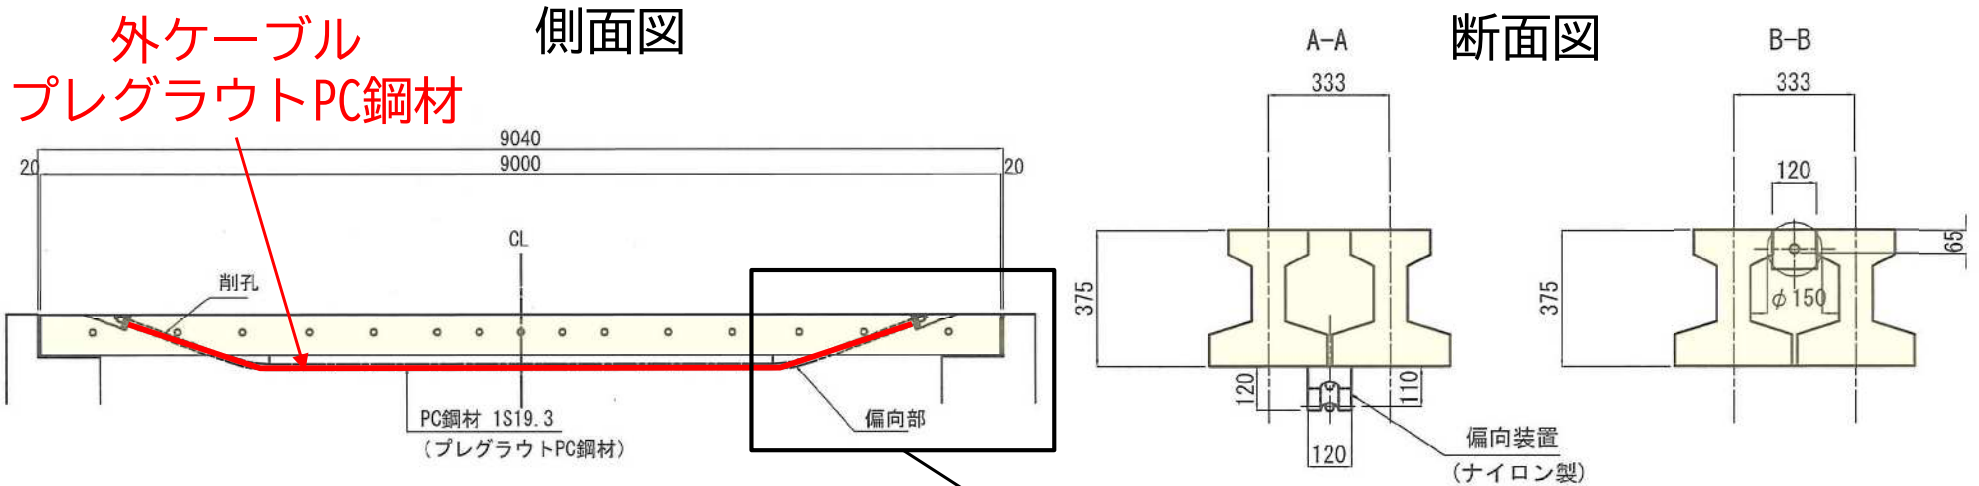 外ケーブル
プレグラウトPC鋼材
側面図
9040
20
9000
20
CL
削孔
PC鋼材 1S19.3
(プレグラウトPC鋼材)
偏向部
断面図
A-A
333
375
120
110
120
偏向装置
(ナイロン製)
B-B
333
120
65
375
φ150